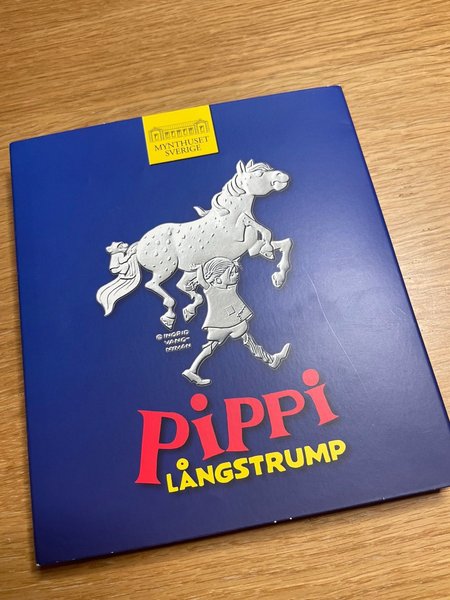 MYNTHUSET
SVERIGE
© INGRID
VANG-
NYMAN
PiPPi
LÅNGSTRUMP